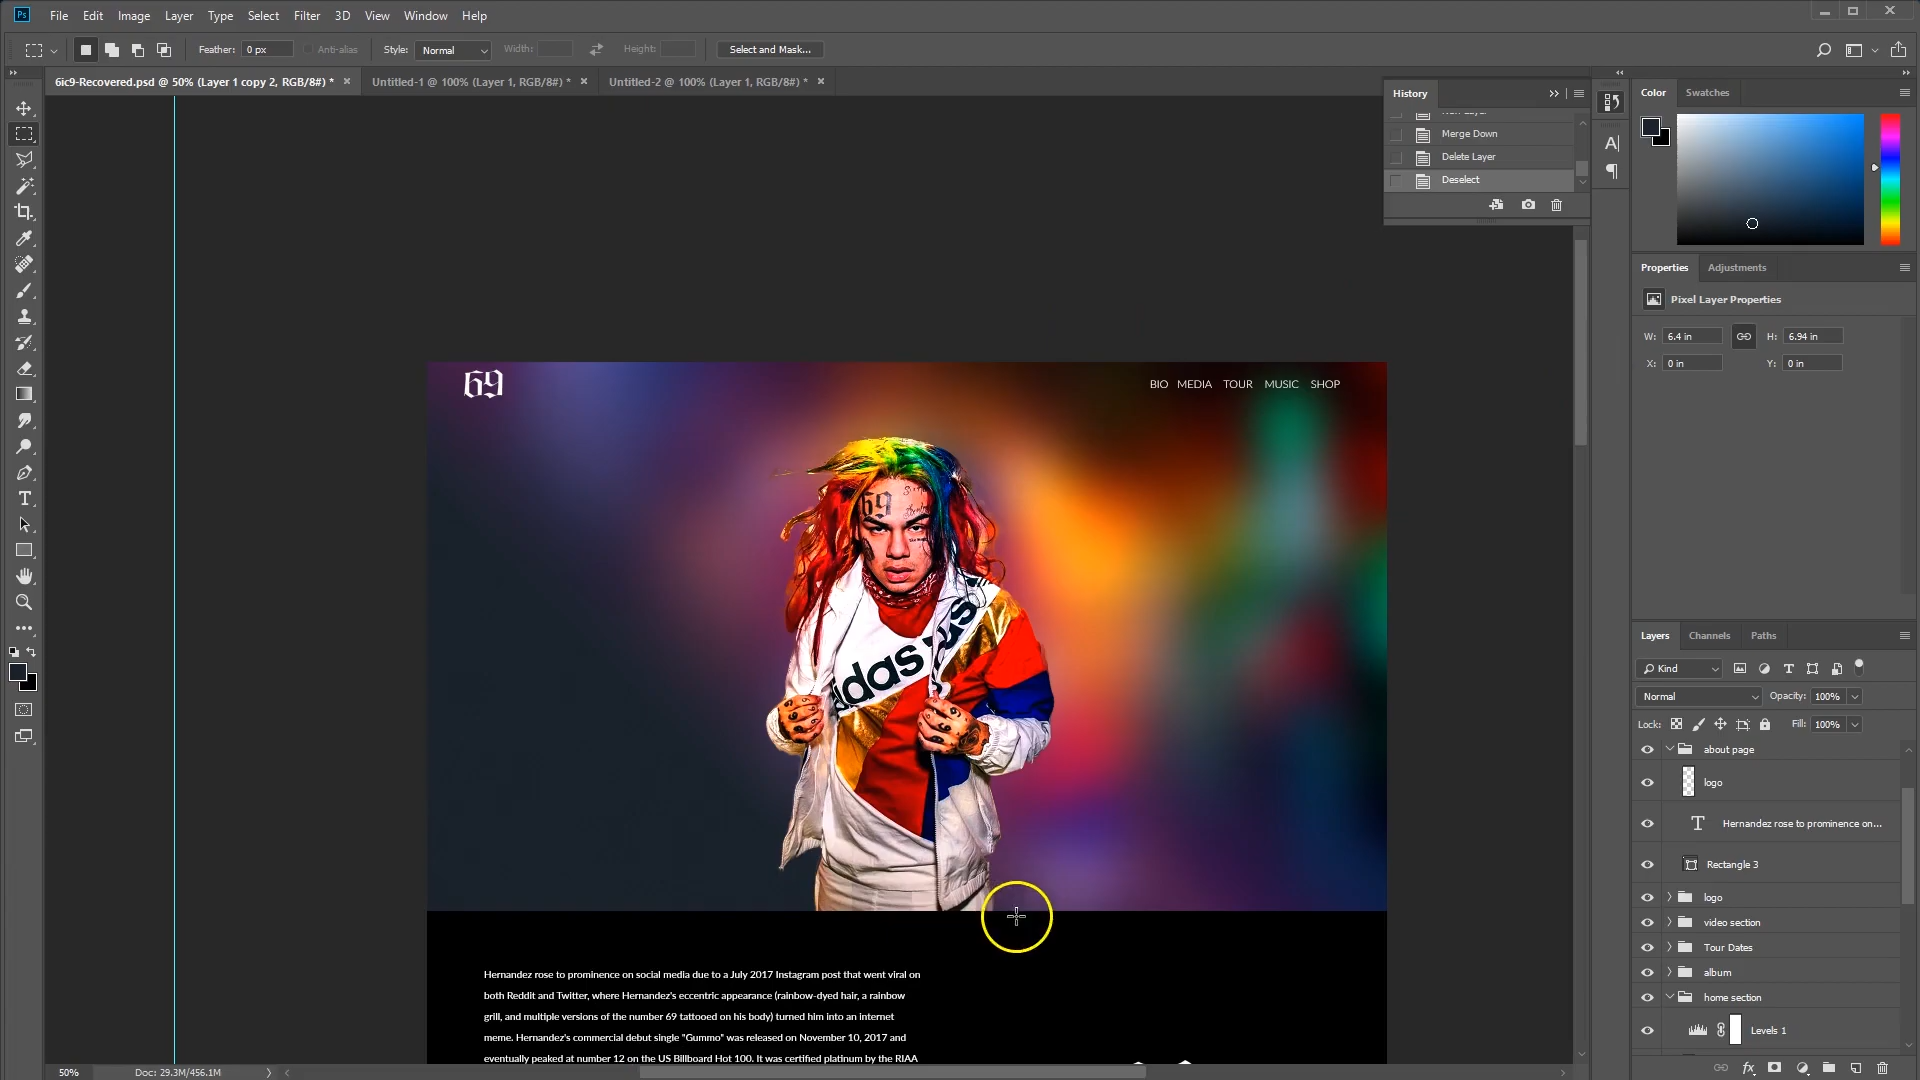 Ps File Edit Image Layer Type Select Filter 3D View Window Help
Feather: 0 px Anti-alias Style: Normal Width: Height: Select and Mask...
6ic9-Recovered.psd @ 50% (Layer 1 copy 2, RGB/8#) * Untitled-1 @ 100% (Layer 1, RGB/8#) * Untitled-2 @ 100% (Layer 1, RGB/8#) *
History
Merge Down
Delete Layer
Deselect
Color Swatches
Properties Adjustments
Pixel Layer Properties
W: 6.4 in H: 6.94 in
X: 0 in Y: 0 in
69 BIO MEDIA TOUR MUSIC SHOP
69
adidas
Hernandez rose to prominence on social media due to a July 2017 Instagram post that went viral on
both Reddit and Twitter, where Hernandez's eccentric appearance (rainbow-dyed hair, a rainbow
grill, and multiple versions of the number 69 tattooed on his body) turned him into an internet
meme. Hernandez's commercial debut single "Gummo" was released on November 10, 2017 and
eventually peaked at number 12 on the US Billboard Hot 100. It was certified platinum by the RIAA
Layers Channels Paths
Kind
Normal Opacity: 100%
Lock: Fill: 100%
about page
logo
Hernandez rose to prominence on...
Rectangle 3
logo
video section
Tour Dates
album
home section
Levels 1
50% Doc: 29.3M/456.1M